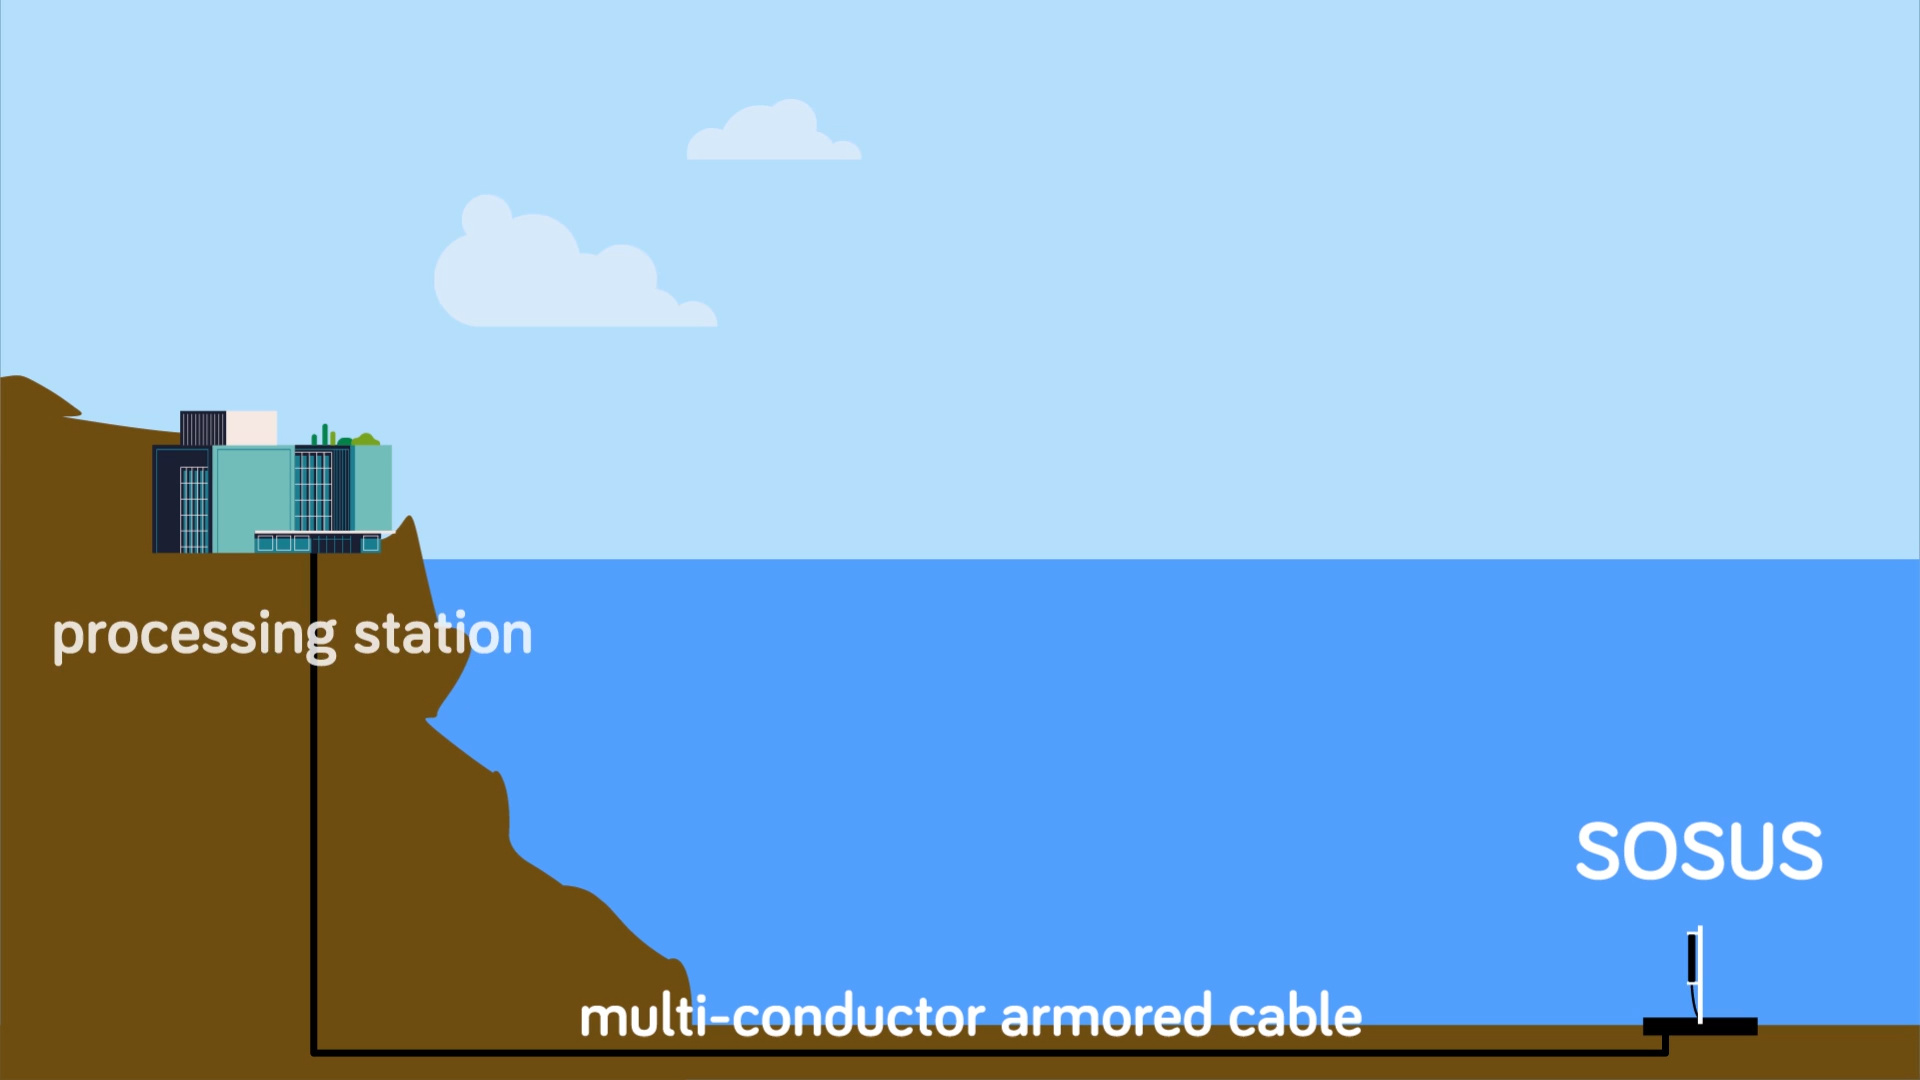 processing station
SOSUS
multi-conductor armored cable